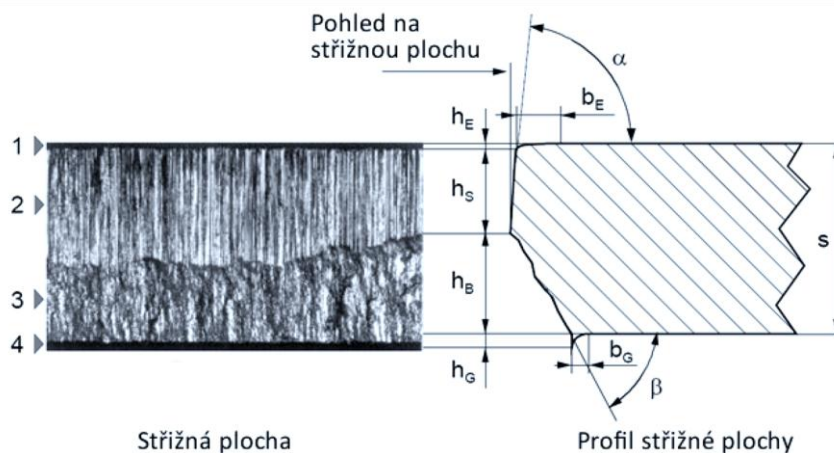 Pohled na
střižnou plochu
α
h_E
b_E
1
2
h_S
s
3
h_B
4
h_G
b_G
β
Střižná plocha
Profil střižné plochy